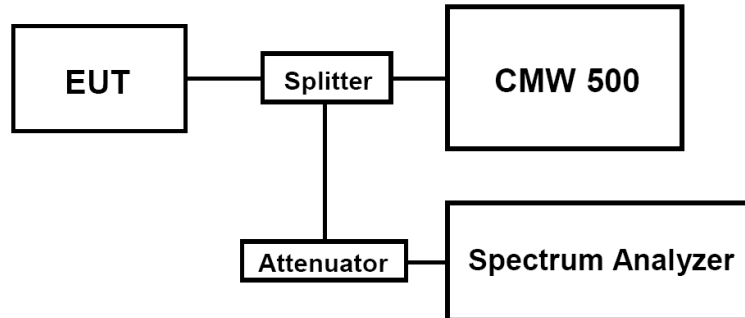 EUT
Splitter
CMW 500
Attenuator
Spectrum Analyzer